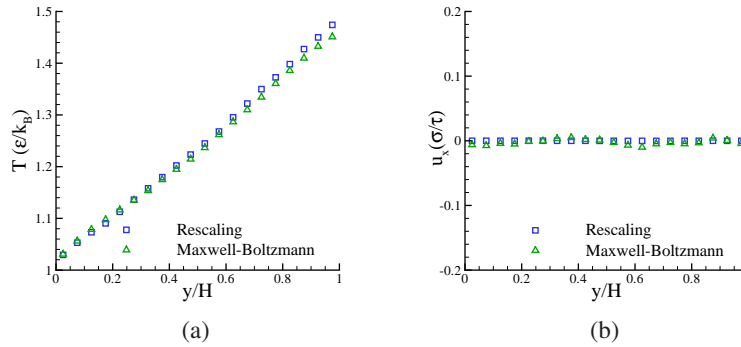 1.5
1.4
1.3
1.2
1.1
1
T (ε/k_B)
Rescaling
Maxwell-Boltzmann
0 0.2 0.4 0.6 0.8 1
y/H
(a)
0.2
0.1
0
-0.1
-0.2
u_x(σ/τ)
Rescaling
Maxwell-Boltzmann
0 0.2 0.4 0.6 0.8
y/H
(b)